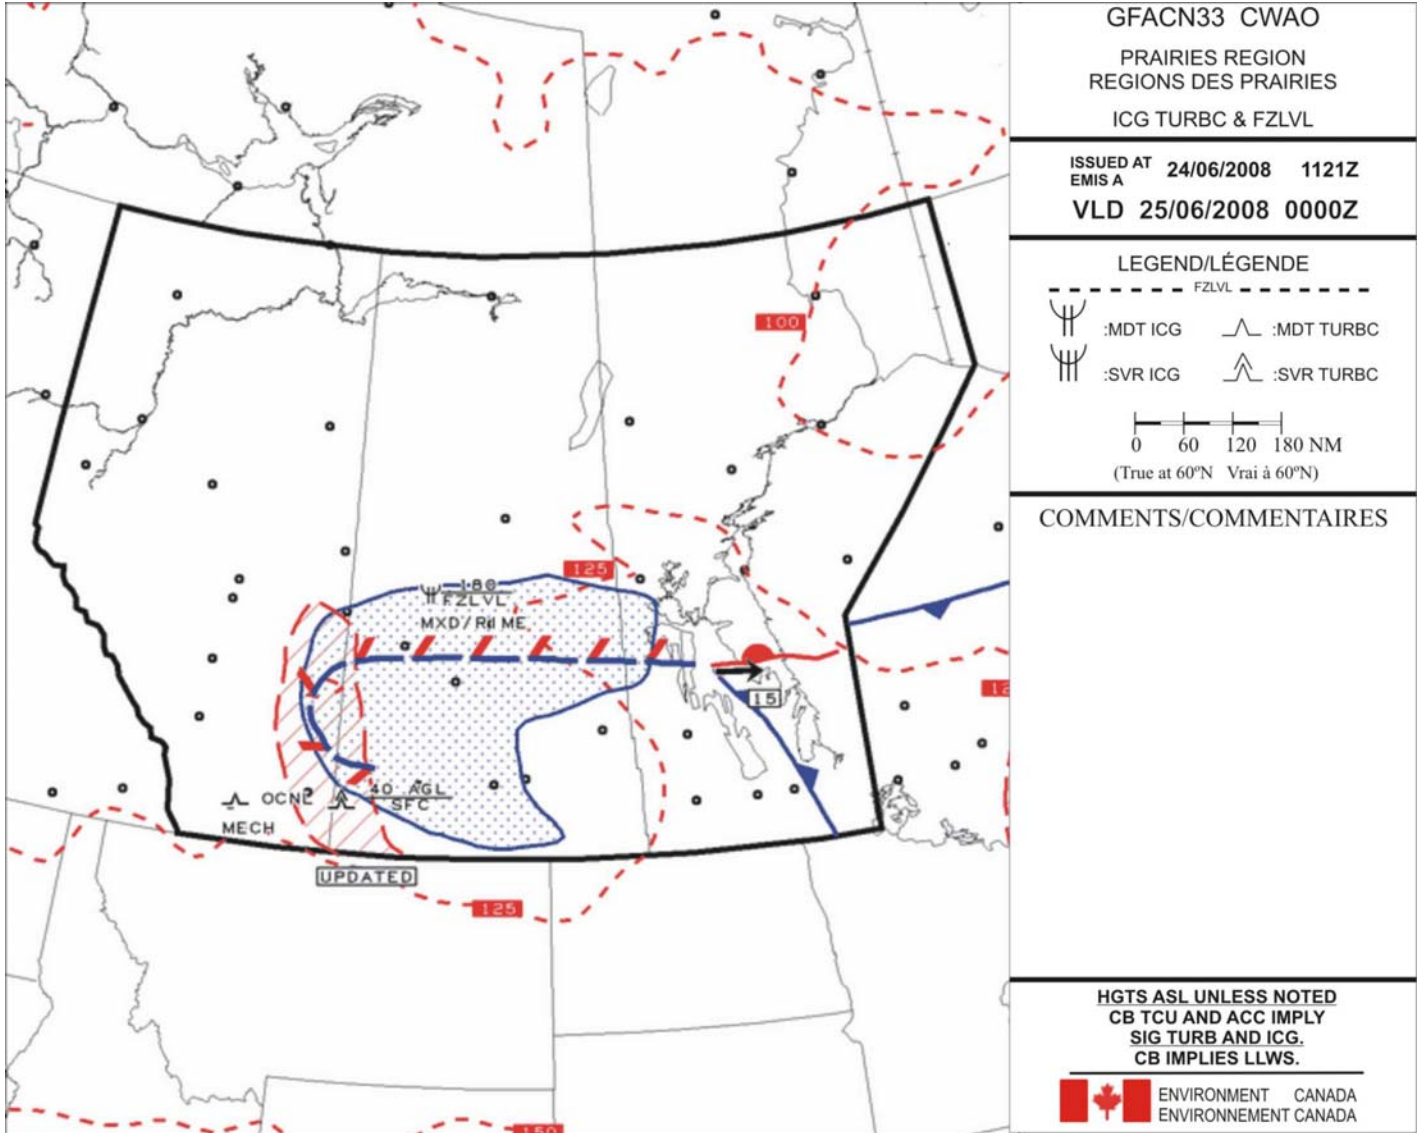 GFACN33 CWAO
PRAIRIES REGION
REGIONS DES PRAIRIES
ICG TURBC & FZLVL
ISSUED AT 24/06/2008 1121Z
EMIS A
VLD 25/06/2008 0000Z
LEGEND/LÉGENDE
FZLVL
:MDT ICG :MDT TURBC
:SVR ICG :SVR TURBC
0 60 120 180 NM
(True at 60ºN Vrai à 60ºN)
COMMENTS/COMMENTAIRES
100
125
180
FZLVL
MXD/RIME
15
OCNL 40 AGL
SFC
MECH
UPDATED
125
150
HGTS ASL UNLESS NOTED
CB TCU AND ACC IMPLY
SIG TURB AND ICG.
CB IMPLIES LLWS.
ENVIRONMENT CANADA
ENVIRONNEMENT CANADA